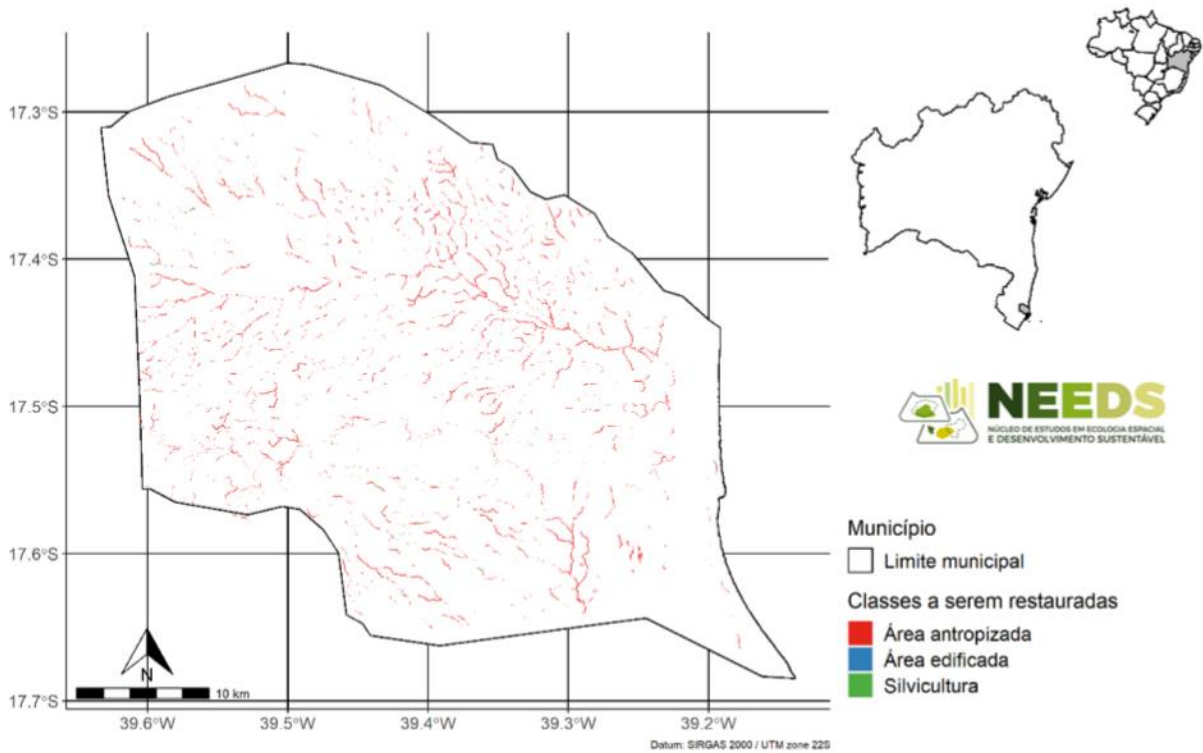 17.3°S
17.4°S
17.5°S
17.6°S
17.7°S
39.6°W
39.5°W
39.4°W
39.3°W
39.2°W
N
10 km
Datum: SIRGAS 2000 / UTM zone 22S
NEEDS
NÚCLEO DE ESTUDOS EM ECOLOGIA ESPACIAL
E DESENVOLVIMENTO SUSTENTÁVEL
Município
Limite municipal
Classes a serem restauradas
Área antropizada
Área edificada
Silvicultura